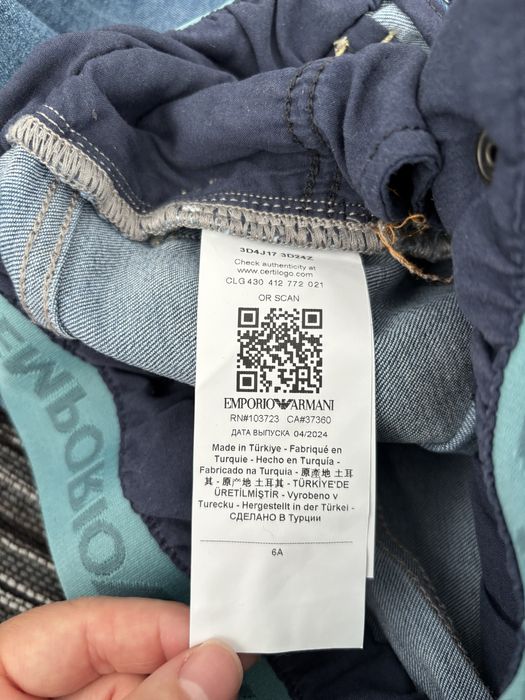 3D4J17 3D24Z
Check authenticity at
www.certilogo.com
CLG 430 412 772 021
OR SCAN
EMPORIO ARMANI
RN#103723 CA#37360
ДАТА ВЫПУСКА 04/2024
Made in Türkiye - Fabriqué en
Turquie - Hecho en Turquía -
Fabricado na Turquia - 原產地 土耳
其 - 原产地 土耳其 - TÜRKİYE'DE
ÜRETİLMİŞTİR - Vyrobeno v
Turecku - Hergestellt in der Türkei -
СДЕЛАНО В Турции
6A
EMPORIO